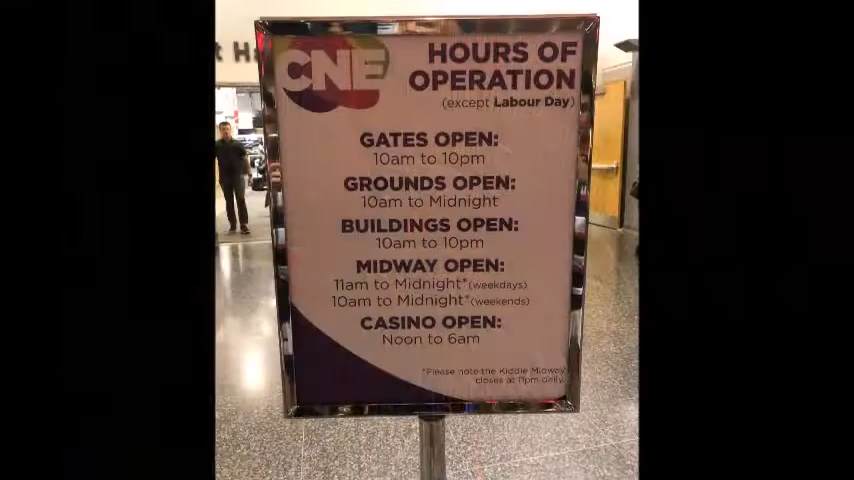 CNE
HOURS OF
OPERATION
(except Labour Day)
GATES OPEN:
10am to 10pm
GROUNDS OPEN:
10am to Midnight
BUILDINGS OPEN:
10am to 10pm
MIDWAY OPEN:
11am to Midnight*(weekdays)
10am to Midnight*(weekends)
CASINO OPEN:
Noon to 6am
*Please note the Kiddie Midway
closes at 11pm daily.